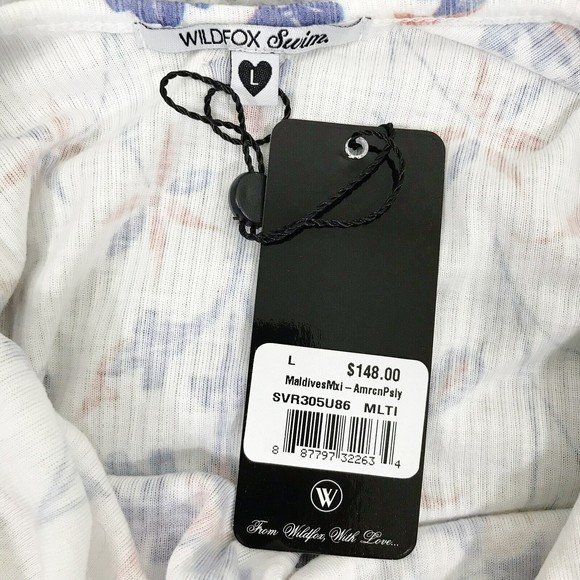 WILDFOX Swim.
L
L $148.00
MaldivesMxi – AmrcnPsly
SVR305U86 MLTI
8 87797 32263 4
W
From Wildfox, With Love...